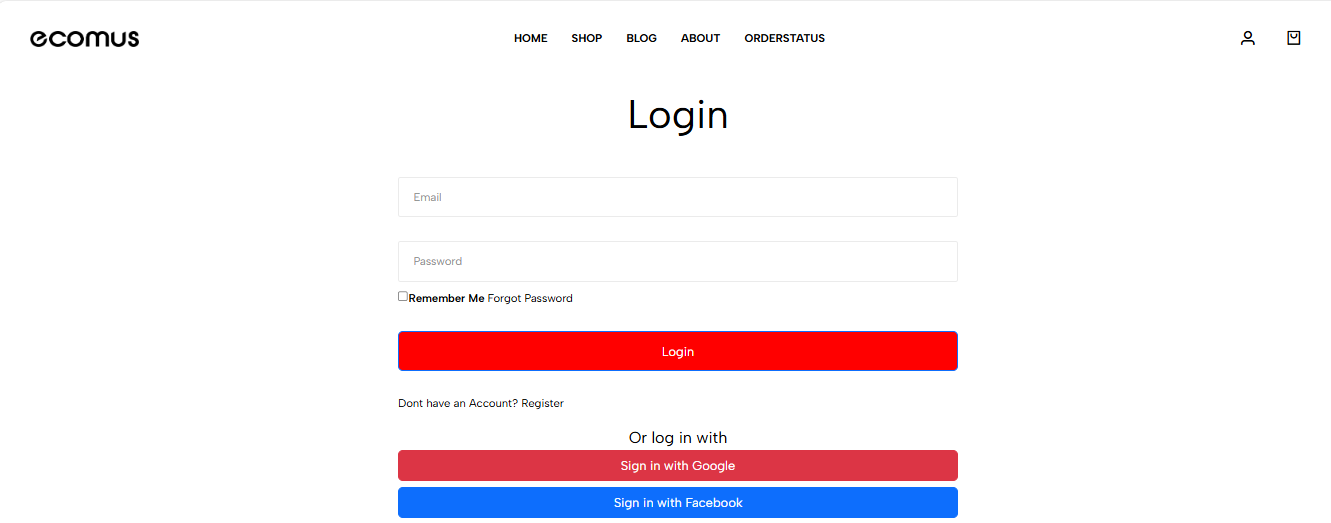 ecomus
HOME SHOP BLOG ABOUT ORDERSTATUS
Login
Email
Password
Remember Me Forgot Password
Login
Dont have an Account? Register
Or log in with
Sign in with Google
Sign in with Facebook